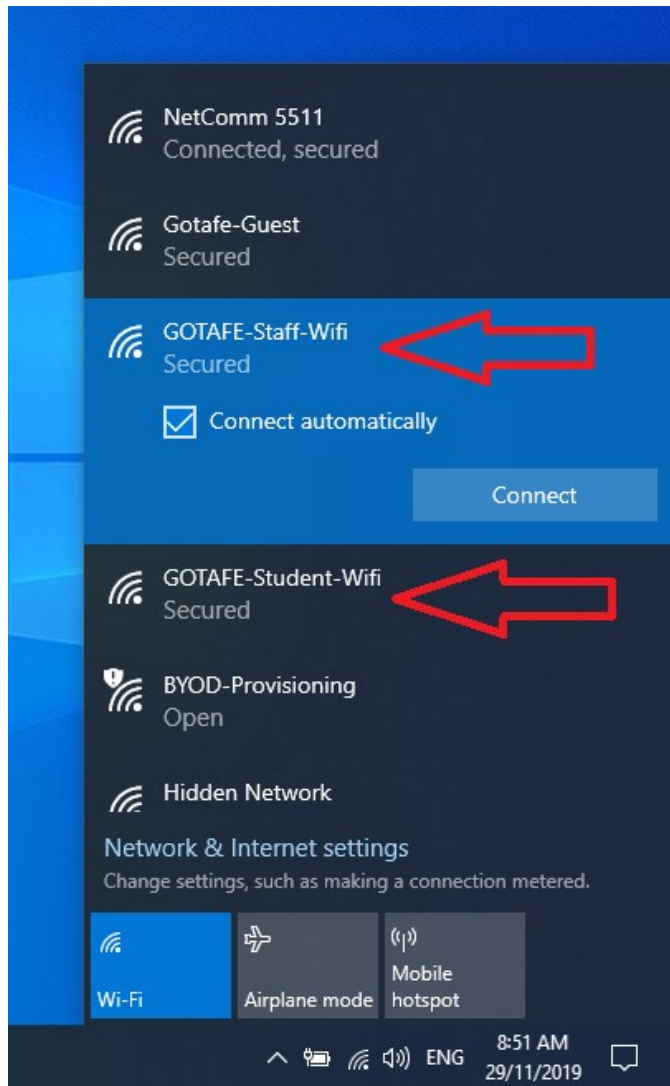 NetComm 5511
Connected, secured
Gotafe-Guest
Secured
GOTAFE-Staff-Wifi
Secured
Connect automatically
Connect
GOTAFE-Student-Wifi
Secured
BYOD-Provisioning
Open
Hidden Network
Network & Internet settings
Change settings, such as making a connection metered.
Wi-Fi
Airplane mode
Mobile
hotspot
ENG
8:51 AM
29/11/2019